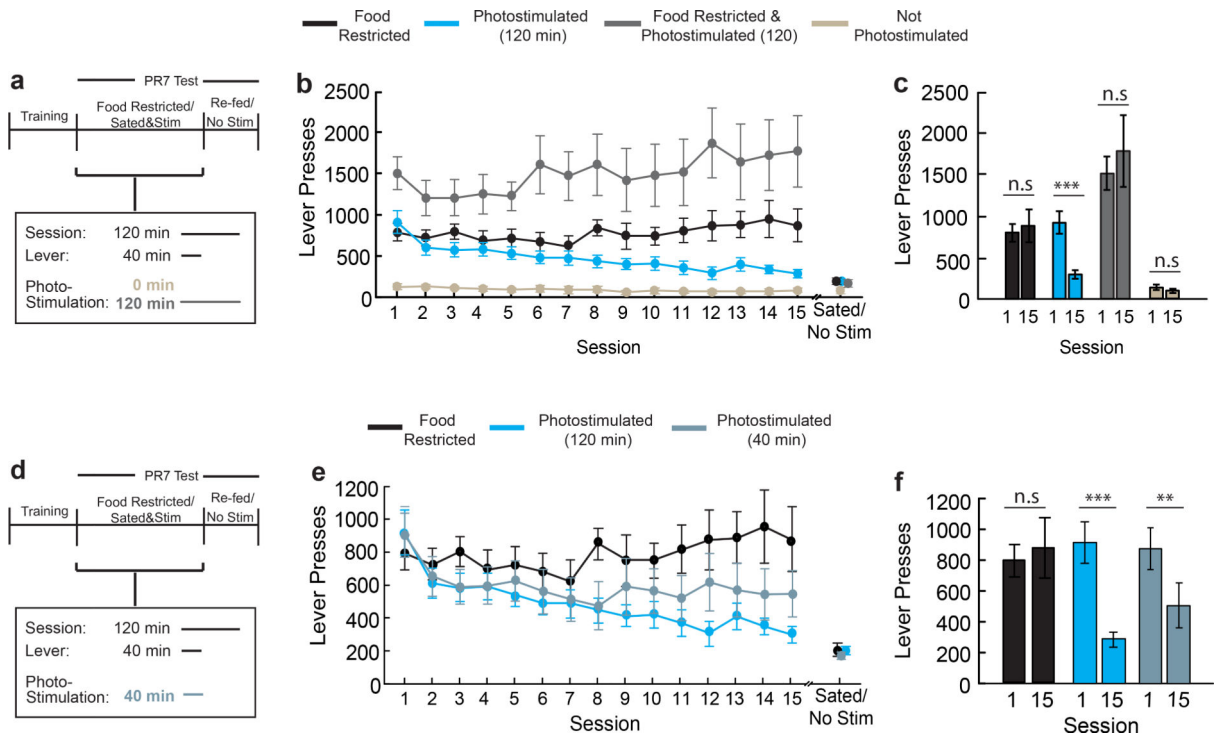 Food
Restricted
Photostimulated
(120 min)
Food Restricted &
Photostimulated (120)
Not
Photostimulated
a
PR7 Test
Training
Food Restricted/
Sated&Stim
Re-fed/
No Stim
Session: 120 min
Lever: 40 min
Photo-
Stimulation:
0 min
120 min
b
Lever Presses
2500
2000
1500
1000
500
0
1 2 3 4 5 6 7 8 9 10 11 12 13 14 15
Sated/
No Stim
Session
c
Lever Presses
2500
2000
1500
1000
500
0
n.s
***
n.s
n.s
1 15 1 15 1 15 1 15
Session
Food
Restricted
Photostimulated
(120 min)
Photostimulated
(40 min)
d
PR7 Test
Training
Food Restricted/
Sated&Stim
Re-fed/
No Stim
Session: 120 min
Lever: 40 min
Photo-
Stimulation: 40 min
e
Lever Presses
1200
1000
800
600
400
200
0
1 2 3 4 5 6 7 8 9 10 11 12 13 14 15
Sated/
No Stim
Session
f
Lever Presses
1200
1000
800
600
400
200
0
n.s
***
**
1 15 1 15 1 15
Session